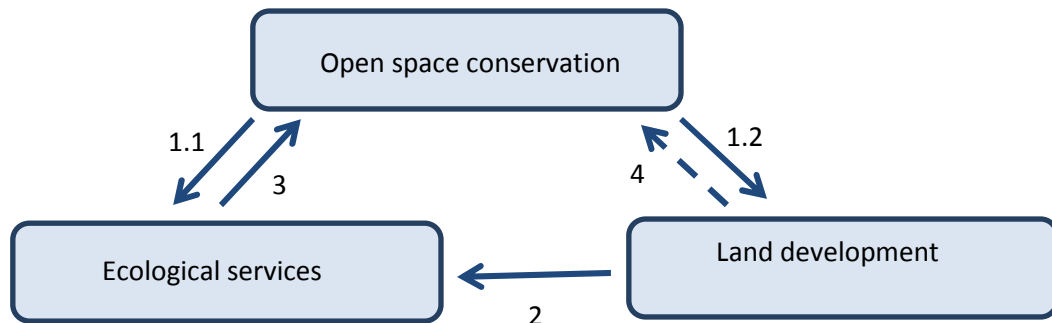 Open space conservation
1.1
1.2
3
4
Ecological services
Land development
2